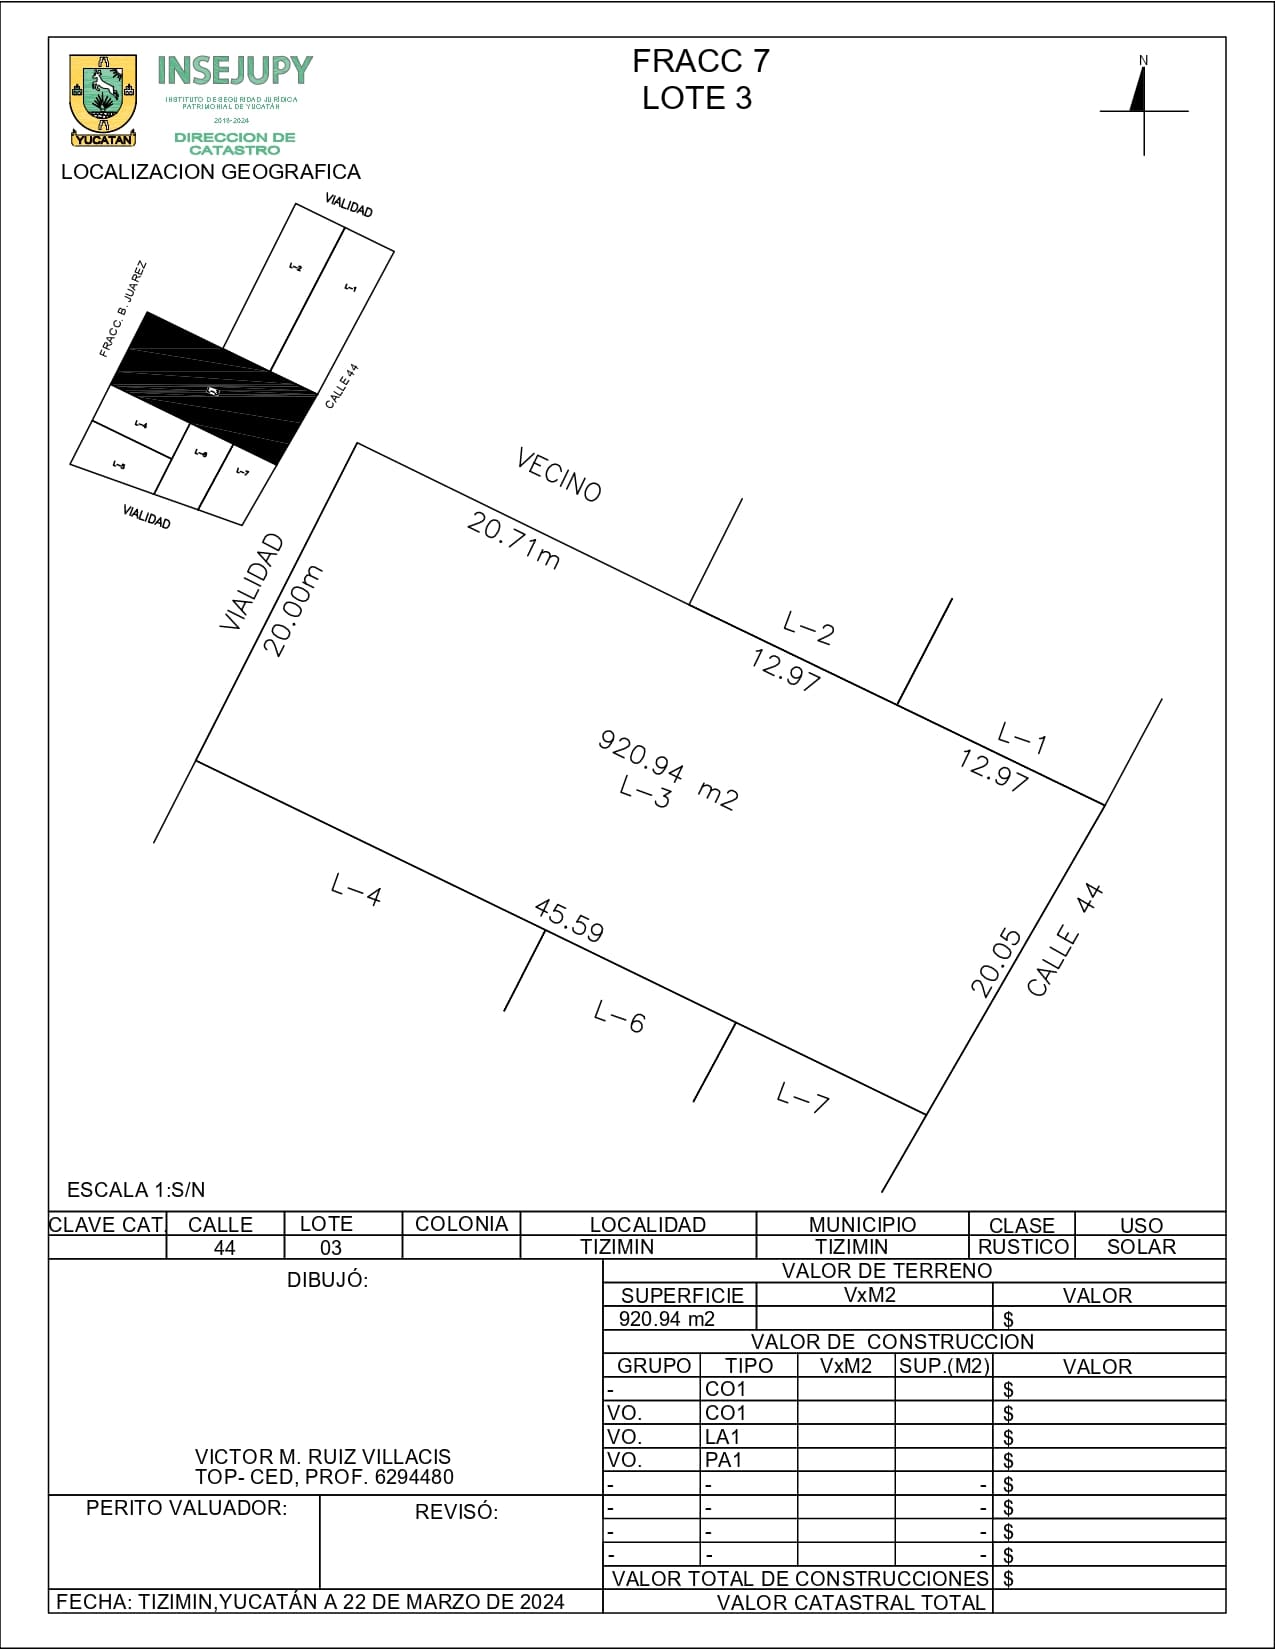 FRACC 7
LOTE 3
N
INSEJUPY
INSTITUTO DE SEGURIDAD JURÍDICA
PATRIMONIAL DE YUCATÁN
2018-2024
DIRECCION DE
CATASTRO
YUCATAN
LOCALIZACION GEOGRAFICA
VIALIDAD
L-2
L-1
FRACC. B. JUAREZ
CALLE 44
L-4
L-5
L-6
L-7
VIALIDAD
VECINO
20.71m
VIALIDAD
20.00m
L-2
12.97
L-1
12.97
920.94 m2
L-3
L-4
45.59
L-6
L-7
20.05
CALLE 44
ESCALA 1:S/N
CLAVE CAT. CALLE LOTE COLONIA LOCALIDAD MUNICIPIO CLASE USO
44 03 TIZIMIN TIZIMIN RUSTICO SOLAR
DIBUJÓ:
VICTOR M. RUIZ VILLACIS
TOP- CED, PROF. 6294480
PERITO VALUADOR: REVISÓ:
FECHA: TIZIMIN,YUCATÁN A 22 DE MARZO DE 2024
VALOR DE TERRENO
SUPERFICIE VxM2 VALOR
920.94 m2 $
VALOR DE CONSTRUCCION
GRUPO TIPO VxM2 SUP.(M2) VALOR
- CO1 $
VO. CO1 $
VO. LA1 $
VO. PA1 $
- - - $
- - - $
- - - $
- - - $
VALOR TOTAL DE CONSTRUCCIONES $
VALOR CATASTRAL TOTAL